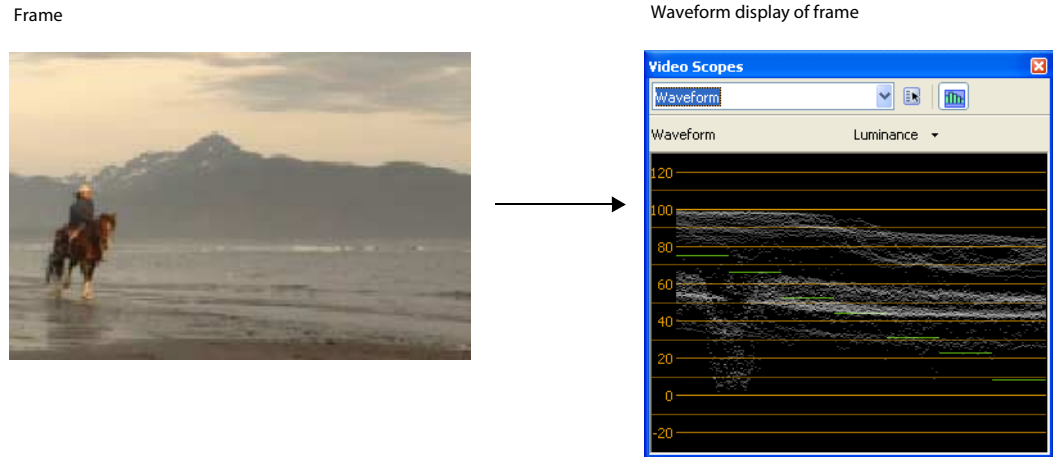 Frame
Waveform display of frame
Video Scopes
Waveform
Waveform Luminance
120
100
80
60
40
20
0
-20